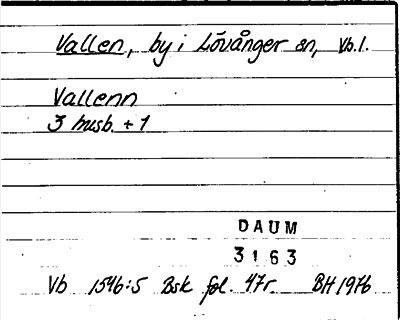 Vallen, by i Lövånger sn, Vb.l.
Vallenn
3 husb. + 1
DAUM
3163
Vb 1546:5 Bsk fol. 47r. BH 1976